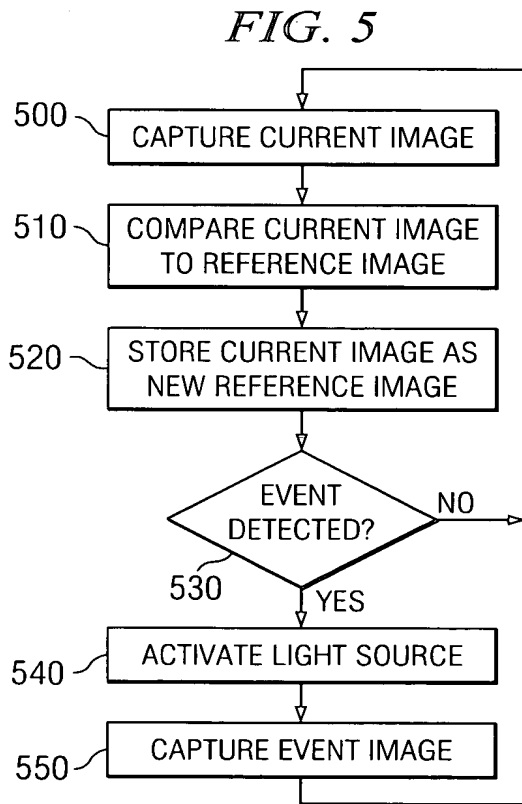 FIG. 5
500
CAPTURE CURRENT IMAGE
510
COMPARE CURRENT IMAGE
TO REFERENCE IMAGE
520
STORE CURRENT IMAGE AS
NEW REFERENCE IMAGE
EVENT
DETECTED?
NO
530
YES
540
ACTIVATE LIGHT SOURCE
550
CAPTURE EVENT IMAGE